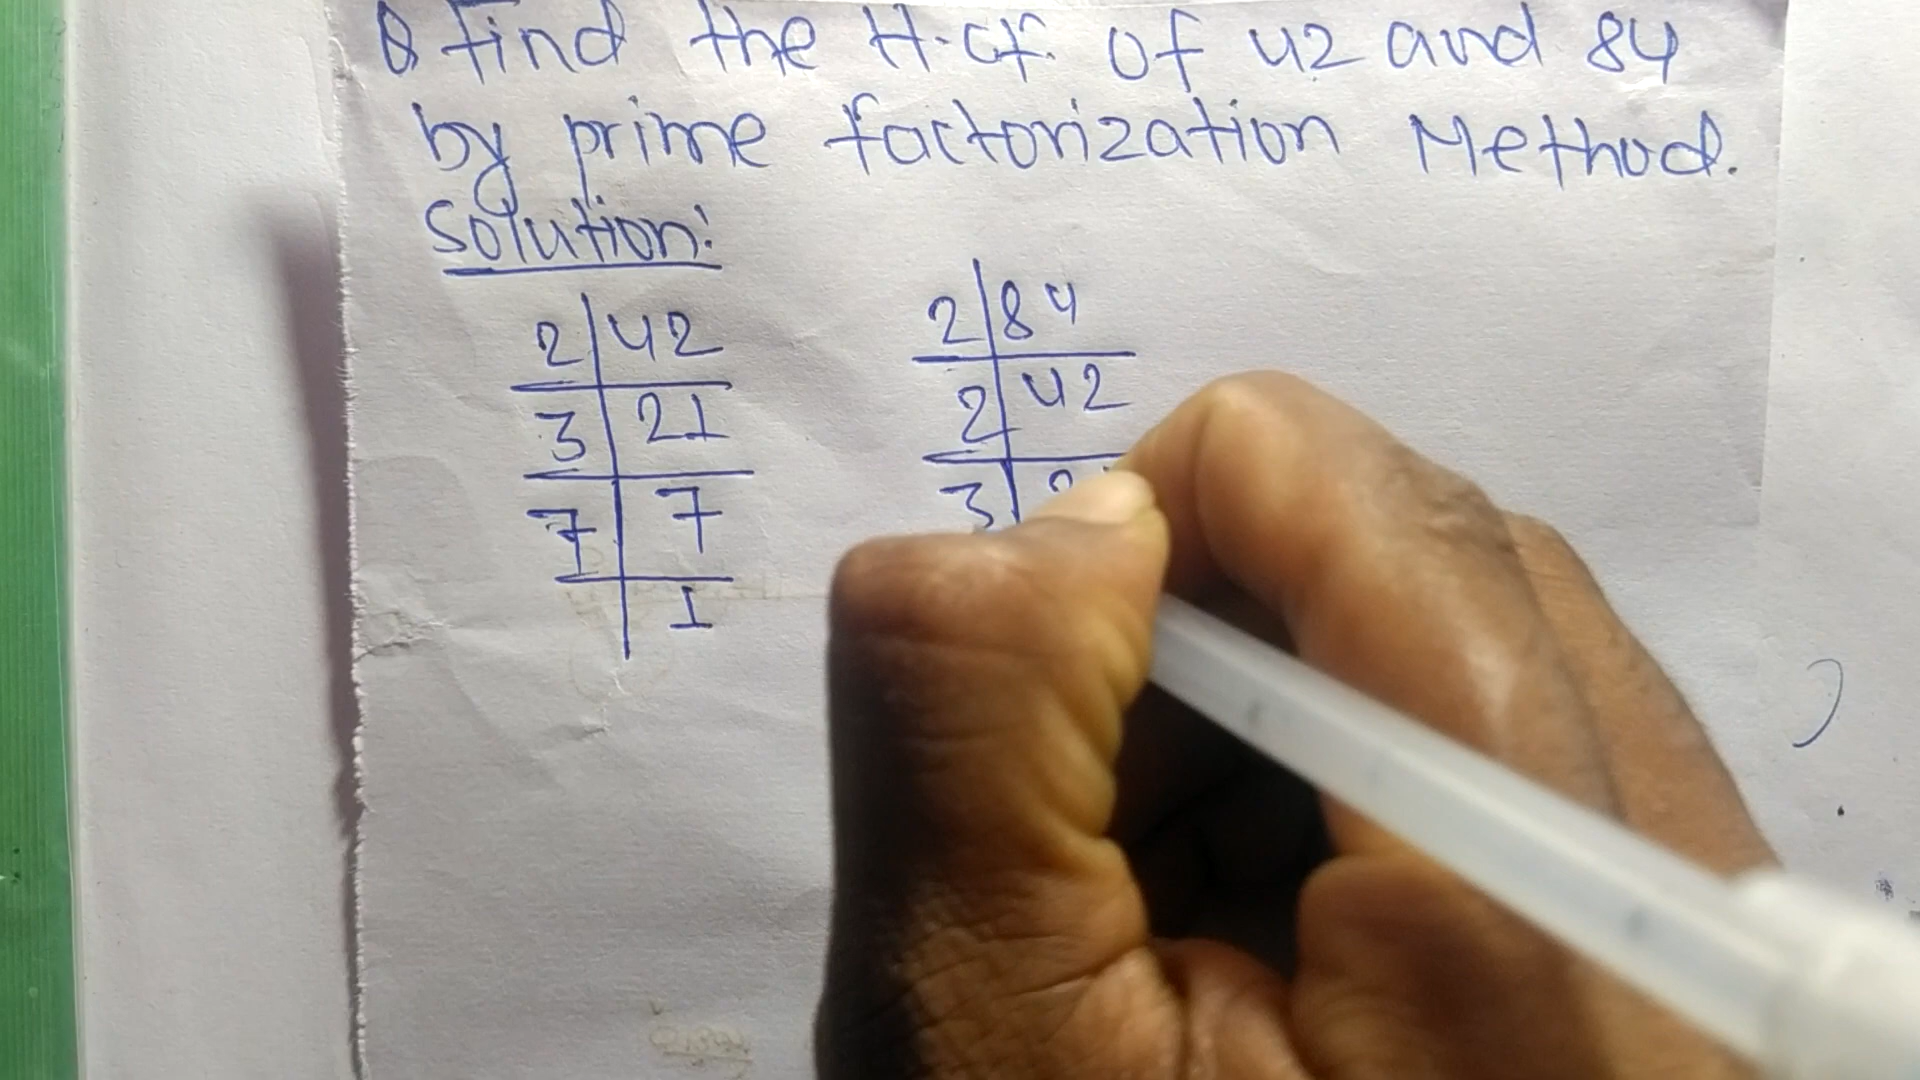 Q Find the H.C.F. of 42 and 84
by prime factorization Method.
Solution:
2 | 42
3 | 21
7 | 7
1
2 | 84
2 | 42
3 | 2